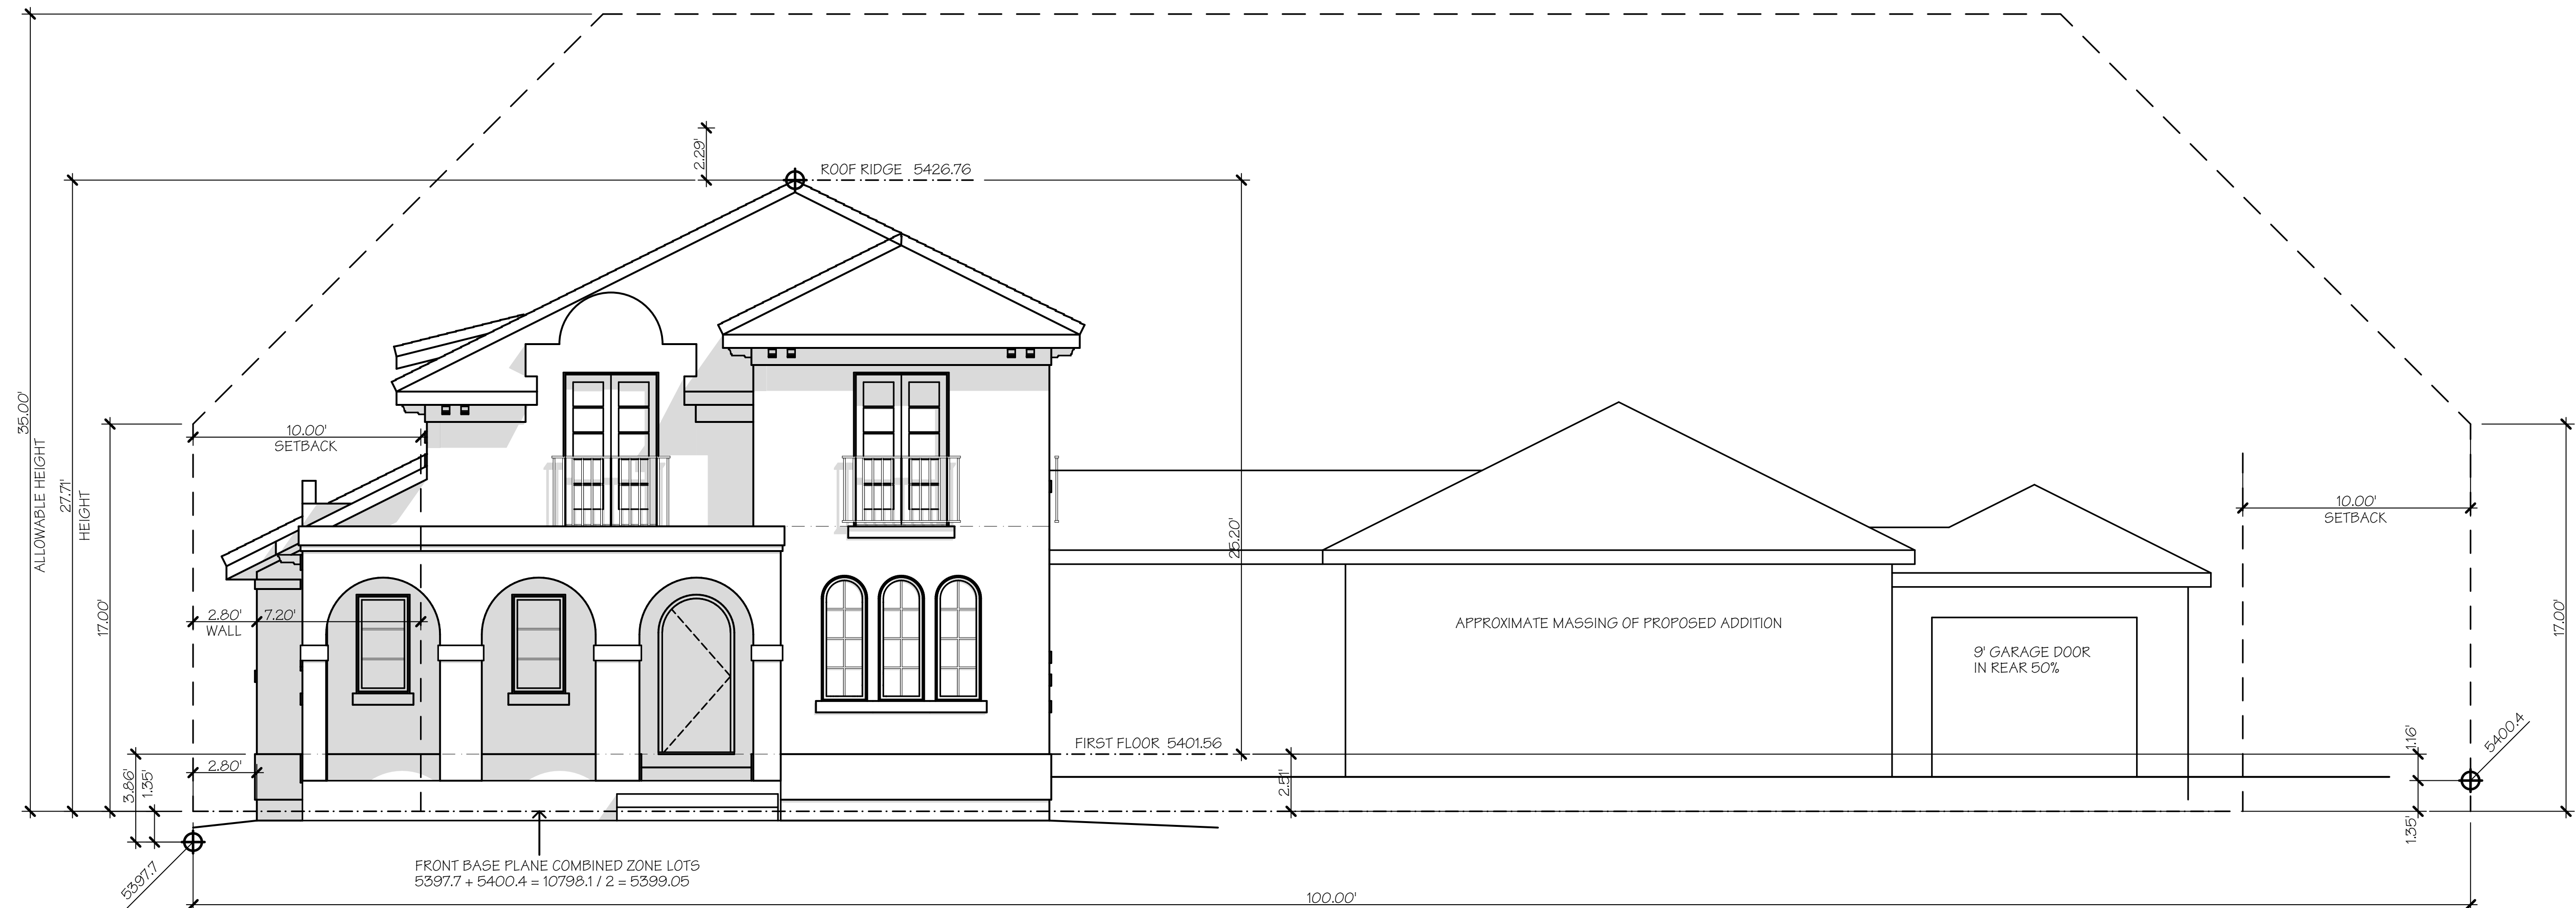 2.29'
ROOF RIDGE 5426.76
35.00'
ALLOWABLE HEIGHT
27.71'
HEIGHT
17.00'
10.00'
SETBACK
10.00'
SETBACK
25.20'
17.00'
2.80'
WALL
7.20'
APPROXIMATE MASSING OF PROPOSED ADDITION
9' GARAGE DOOR
IN REAR 50%
FIRST FLOOR 5401.56
2.80'
3.86'
1.35'
2.51'
1.16'
1.35'
5400.4
5397.7
FRONT BASE PLANE COMBINED ZONE LOTS
5397.7 + 5400.4 = 10798.1 / 2 = 5399.05
100.00'